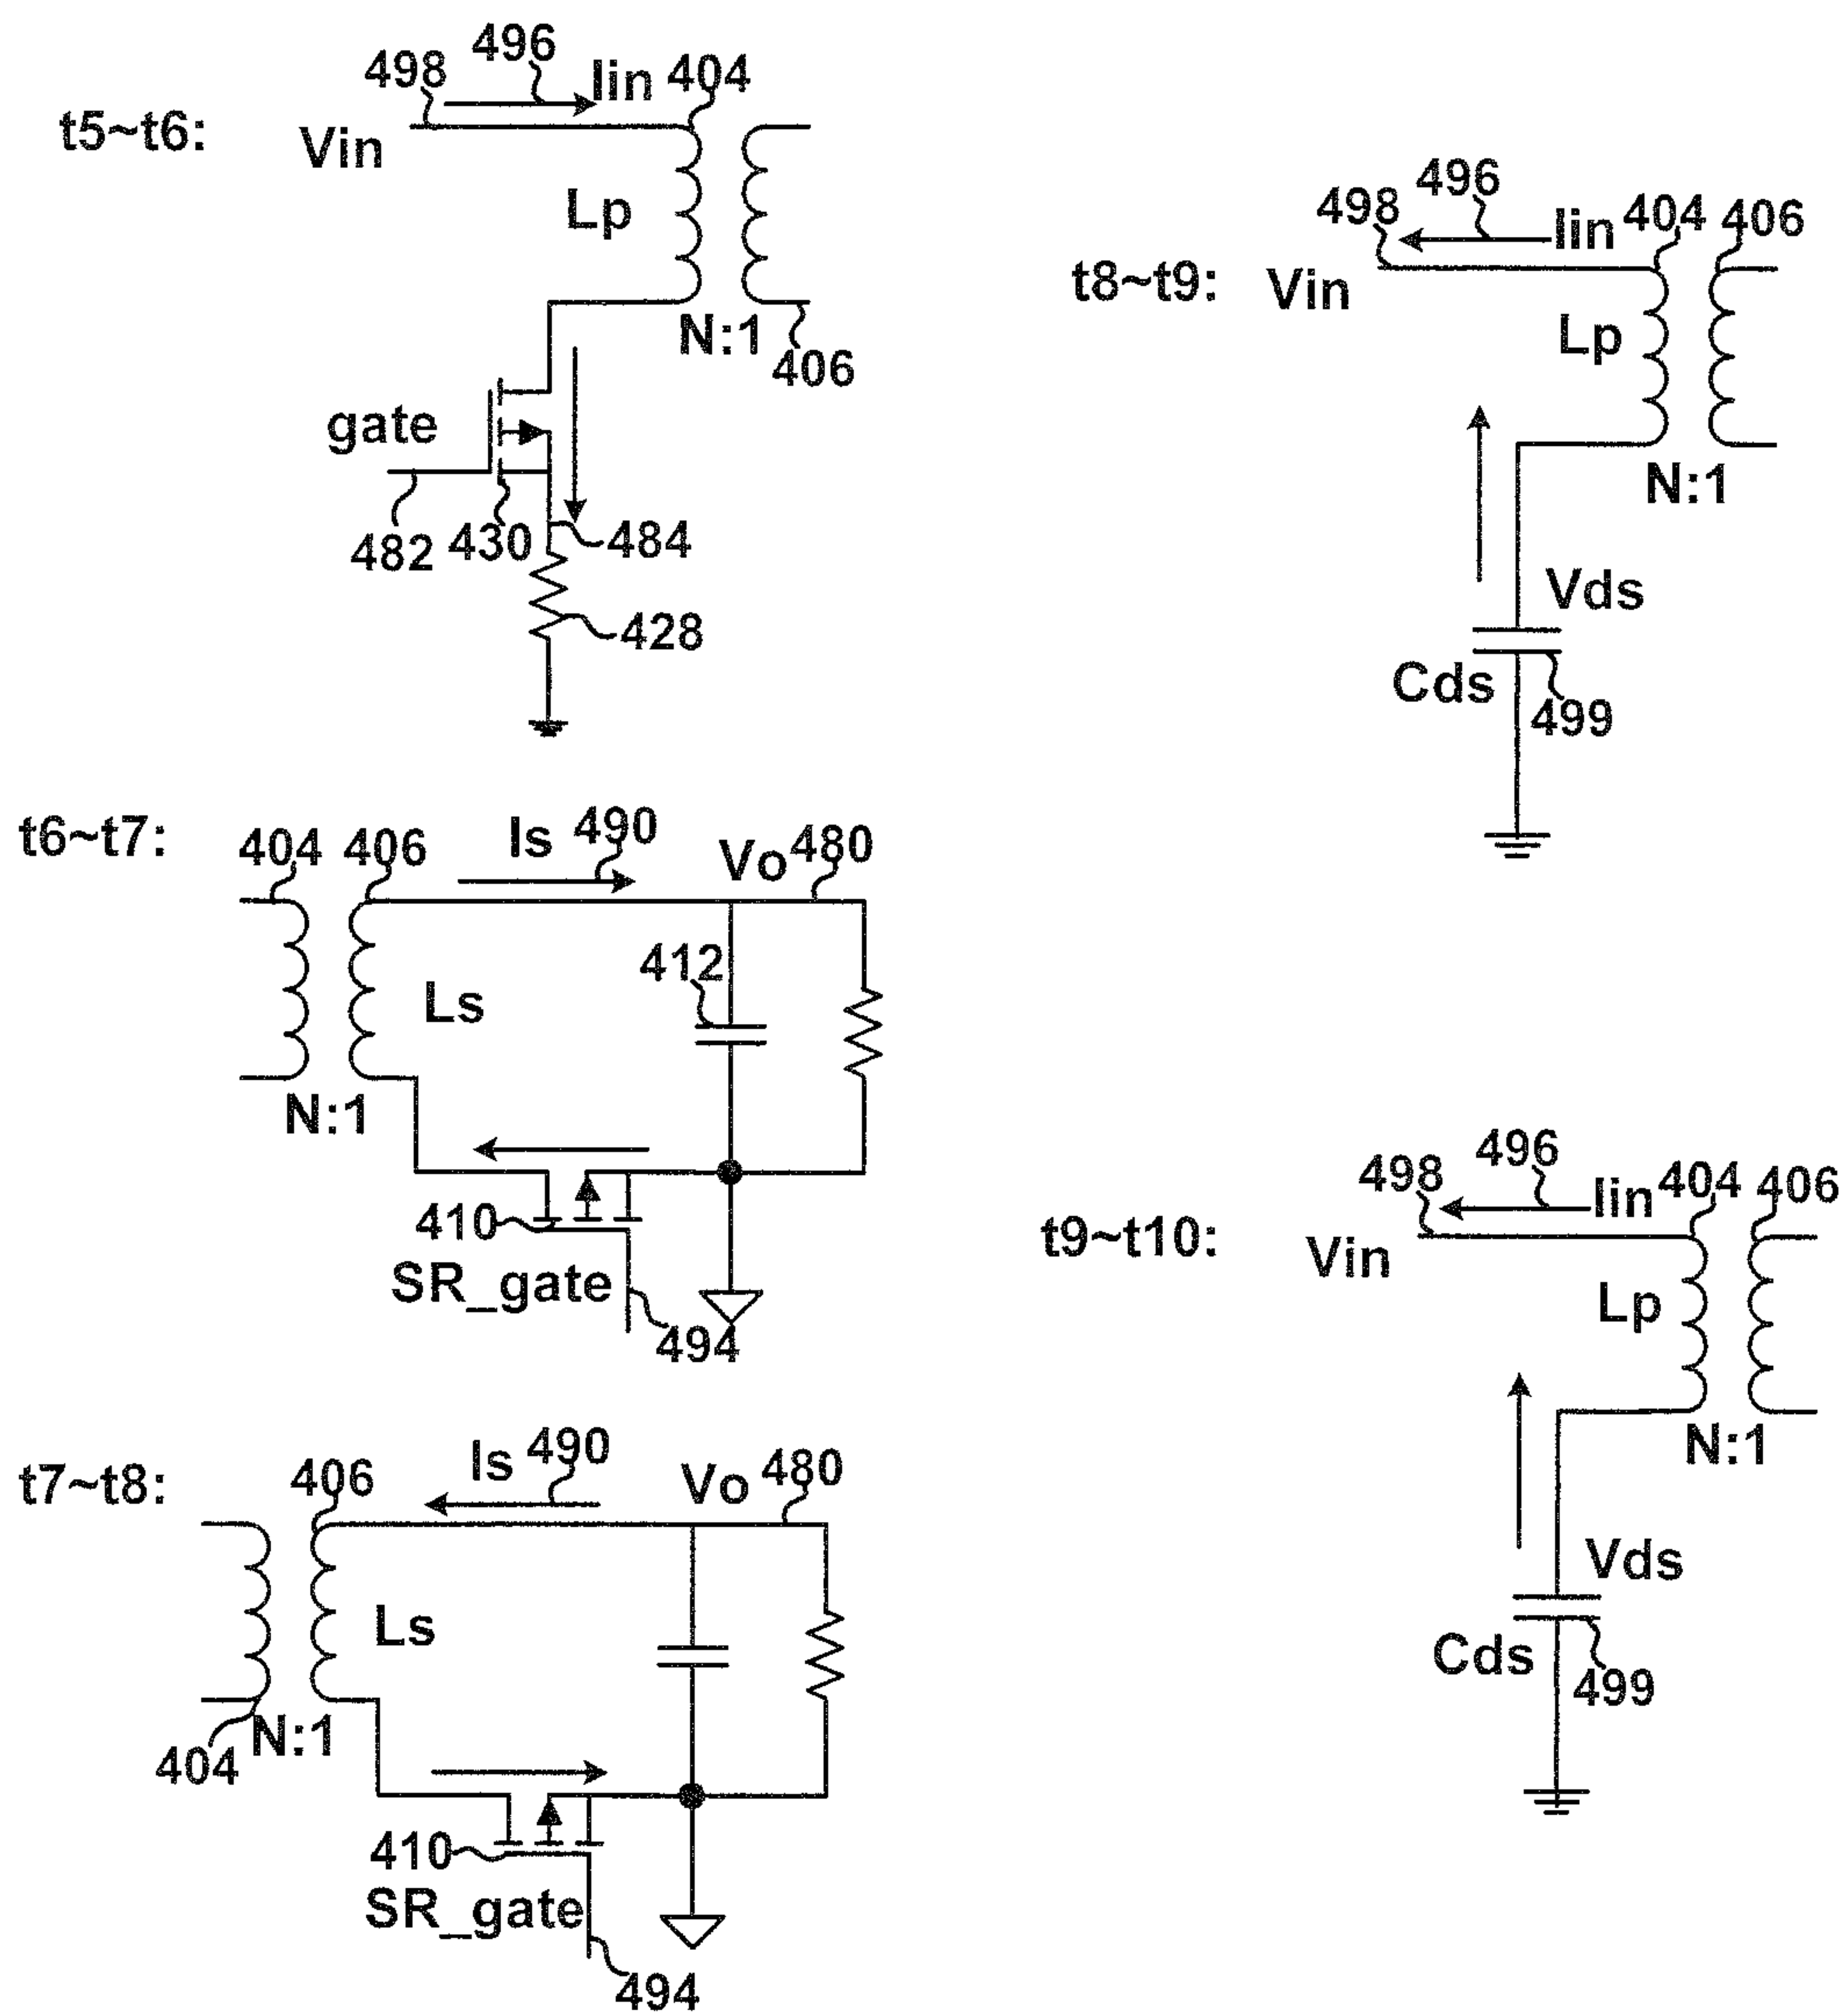 t5~t6:
498
496
Iin
404
Vin
Lp
N:1
406
gate
482
430
484
428
t6~t7:
404
406
Is
490
Vo
480
412
Ls
N:1
410
SR_gate
494
t7~t8:
406
Is
490
Vo
480
Ls
404
N:1
410
SR_gate
494
t8~t9:
498
496
Iin
404
406
Vin
Lp
N:1
Vds
Cds
499
t9~t10:
498
496
Iin
404
406
Vin
Lp
N:1
Vds
Cds
499